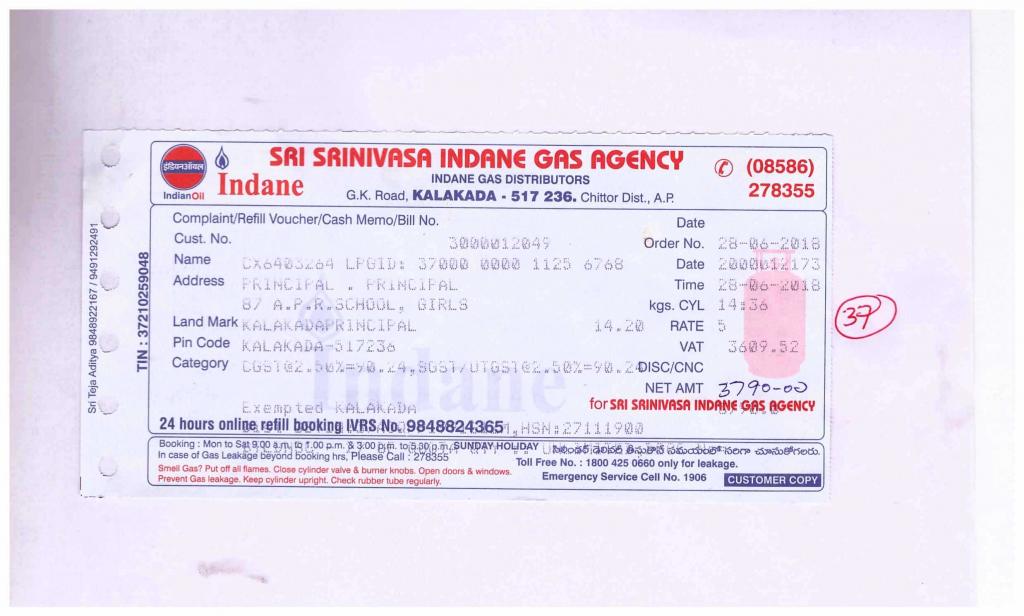 इंडियनऑयल
IndianOil
Indane
SRI SRINIVASA INDANE GAS AGENCY
INDANE GAS DISTRIBUTORS
G.K. Road, KALAKADA - 517 236. Chittor Dist., A.P.
(08586)
278355
Sri Teja Aditya 9848922167 / 9491292491
TIN : 37210259048
Complaint/Refill Voucher/Cash Memo/Bill No. Date
Cust. No. 3000012049 Order No. 28-06-2018
Name CX6403264 LPGID: 37000 0000 1125 6768 Date 2000012173
Address PRINCIPAL . PRINCIPAL Time 28-06-2018
87 A.P.R.SCHOOL, GIRLS kgs. CYL 14:36
Land Mark KALAKADAPRINCIPAL 14.20 RATE 5
Pin Code KALAKADA-517236 VAT 3609.52
Category CGST@2.50%=90.24,SGST/UTGST@2.50%=90.24 DISC/CNC
NET AMT 3790-00
Indane
Exempted KALAKADA for SRI SRINIVASA INDANE GAS AGENCY
24 hours online refill booking IVRS No. 9848824365
HSN:27111900
Booking : Mon to Sat 9.00 a.m. to 1.00 p.m. & 3.00 p.m. to 5.30 p.m. SUNDAY HOLIDAY
సిలిండర్ డెలివరీ తీసుకొనే సమయంలో సరిగా చూసుకోగలరు.
In case of Gas Leakage beyond booking hrs, Please Call : 278355
Toll Free No. : 1800 425 0660 only for leakage.
Smell Gas? Put off all flames. Close cylinder valve & burner knobs. Open doors & windows.
Prevent Gas leakage. Keep cylinder upright. Check rubber tube regularly.
Emergency Service Cell No. 1906
CUSTOMER COPY
37